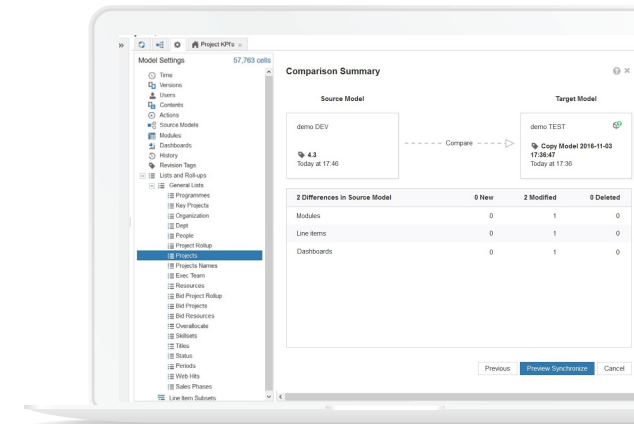 Project KPI's
Model Settings 57,763 cells
Time
Versions
Users
Contents
Actions
Source Models
Modules
Dashboards
History
Revision Tags
Lists and Roll-ups
General Lists
Programmes
Key Projects
Organization
Dept
People
Project Rollup
Projects
Projects Names
Exec Team
Resources
Bid Project Rollup
Bid Projects
Bid Resources
Overallocate
Skillsets
Titles
Status
Periods
Web Hits
Sales Phases
Line Item Subsets
Comparison Summary
Source Model Target Model
demo DEV
4.3
Today at 17:46
Compare
demo TEST
Copy Model 2016-11-03
17:36:47
Today at 17:36
2 Differences in Source Model 0 New 2 Modified 0 Deleted
Modules 0 1 0
Line items 0 1 0
Dashboards 0 1 0
Previous Preview Synchronize Cancel